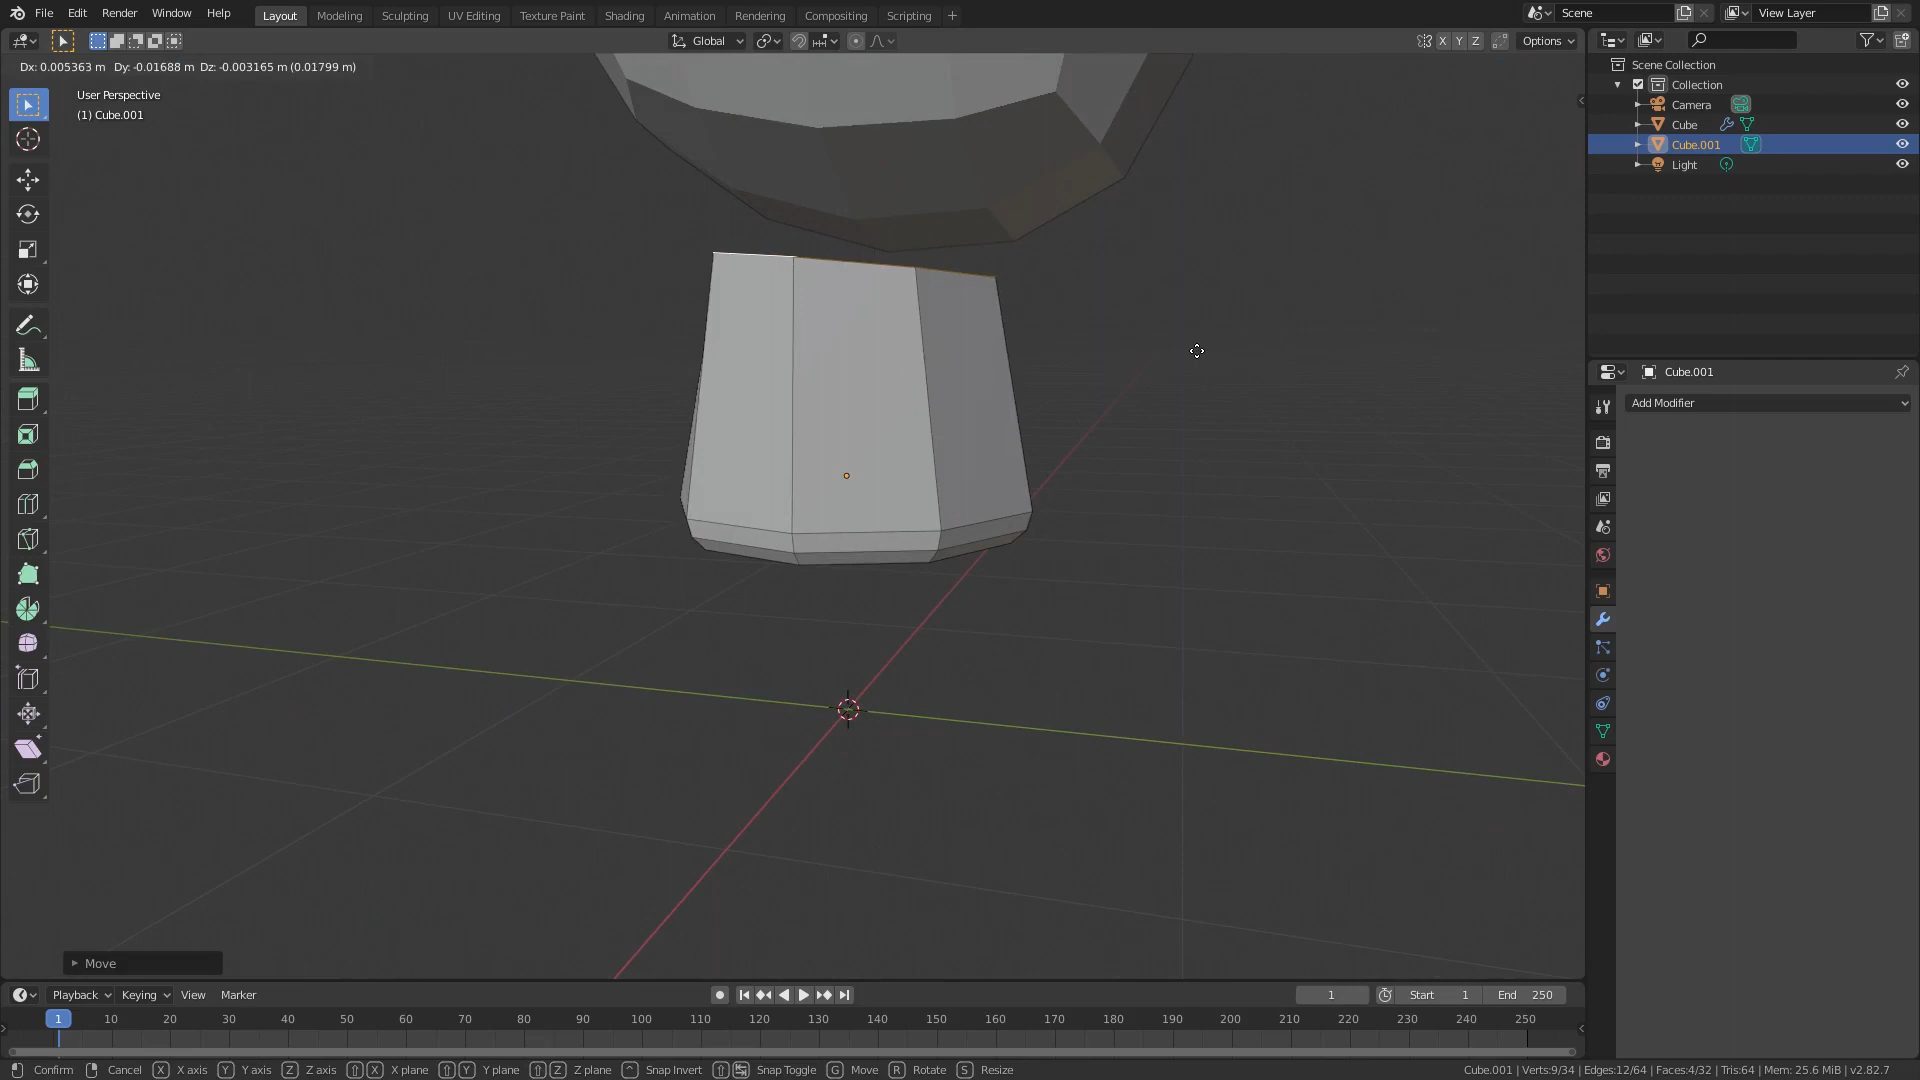 File Edit Render Window Help Layout Modeling Sculpting UV Editing Texture Paint Shading Animation Rendering Compositing Scripting + Scene View Layer
Global X Y Z Options
Dx: 0.005363 m Dy: -0.01688 m Dz: -0.003165 m (0.01799 m)
User Perspective
(1) Cube.001
Scene Collection
Collection
Camera
Cube
Cube.001
Light
Cube.001
Add Modifier
Move
Playback Keying View Marker 1 Start 1 End 250
1 10 20 30 40 50 60 70 80 90 100 110 120 130 140 150 160 170 180 190 200 210 220 230 240 250
Confirm Cancel X X axis Y Y axis Z Z axis X X plane Y Y plane Z Z plane ^ Snap Invert Snap Toggle G Move R Rotate S Resize Cube.001 | Verts:9/34 | Edges:12/64 | Faces:4/32 | Tris:64 | Mem: 25.6 MiB | v2.82.7